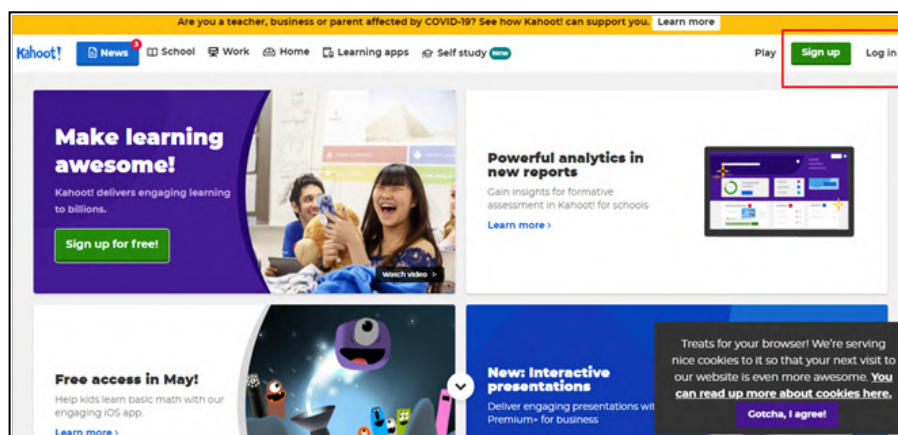 Are you a teacher, business or parent affected by COVID-19? See how Kahoot! can support you. Learn more
Kahoot! News 3 School Work Home Learning apps Self study New Play Sign up Log in
Make learning
awesome!
Kahoot! delivers engaging learning
to billions.
Sign up for free!
Watch video >
Powerful analytics in
new reports
Gain insights for formative
assessment in Kahoot! for schools
Learn more >
Free access in May!
Help kids learn basic math with our
engaging iOS app.
Learn more >
New: Interactive
presentations
Deliver engaging presentations wit
Premium+ for business
Treats for your browser! We're serving
nice cookies to it so that your next visit to
our website is even more awesome. You
can read up more about cookies here.
Gotcha, I agree!